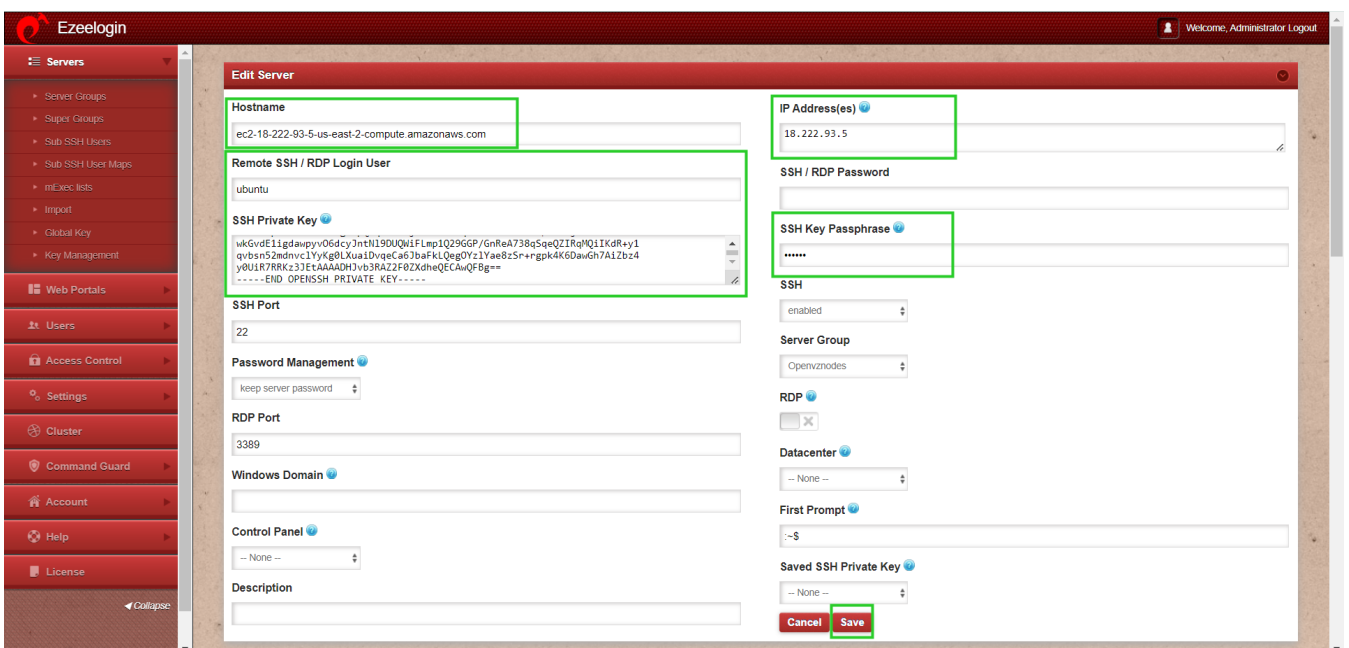 Ezeelogin
Welcome, Administrator Logout
Servers
Server Groups
Super Groups
Sub SSH Users
Sub SSH User Maps
mExec lists
Import
Global Key
Key Management
Web Portals
Users
Access Control
Settings
Cluster
Command Guard
Account
Help
License
Collapse
Edit Server
Hostname
ec2-18-222-93-5-us-east-2-compute.amazonaws.com
Remote SSH / RDP Login User
ubuntu
SSH Private Key
wkGvdE1igdawpyvO6dcyJntNl9DUQWiFLmp1Q29GGP/GnReA738qSqeQZIRqMQiIKdR+y1
qvbsn52mdnvc1YyKg0LXuaiDvqeCa6JbaFkLQegOYzlYae8zSr+rgpk4K6DawGh7AiZbz4
y0UiR7RRKz3JEtAAAADHJvb3RAZ2F0ZXdheQECAwQFBg==
-----END OPENSSH PRIVATE KEY-----
SSH Port
22
Password Management
keep server password
RDP Port
3389
Windows Domain
Control Panel
-- None --
Description
IP Address(es)
18.222.93.5
SSH / RDP Password
SSH Key Passphrase
••••••
SSH
enabled
Server Group
Openvznodes
RDP
Datacenter
-- None --
First Prompt
:~$
Saved SSH Private Key
-- None --
Cancel
Save